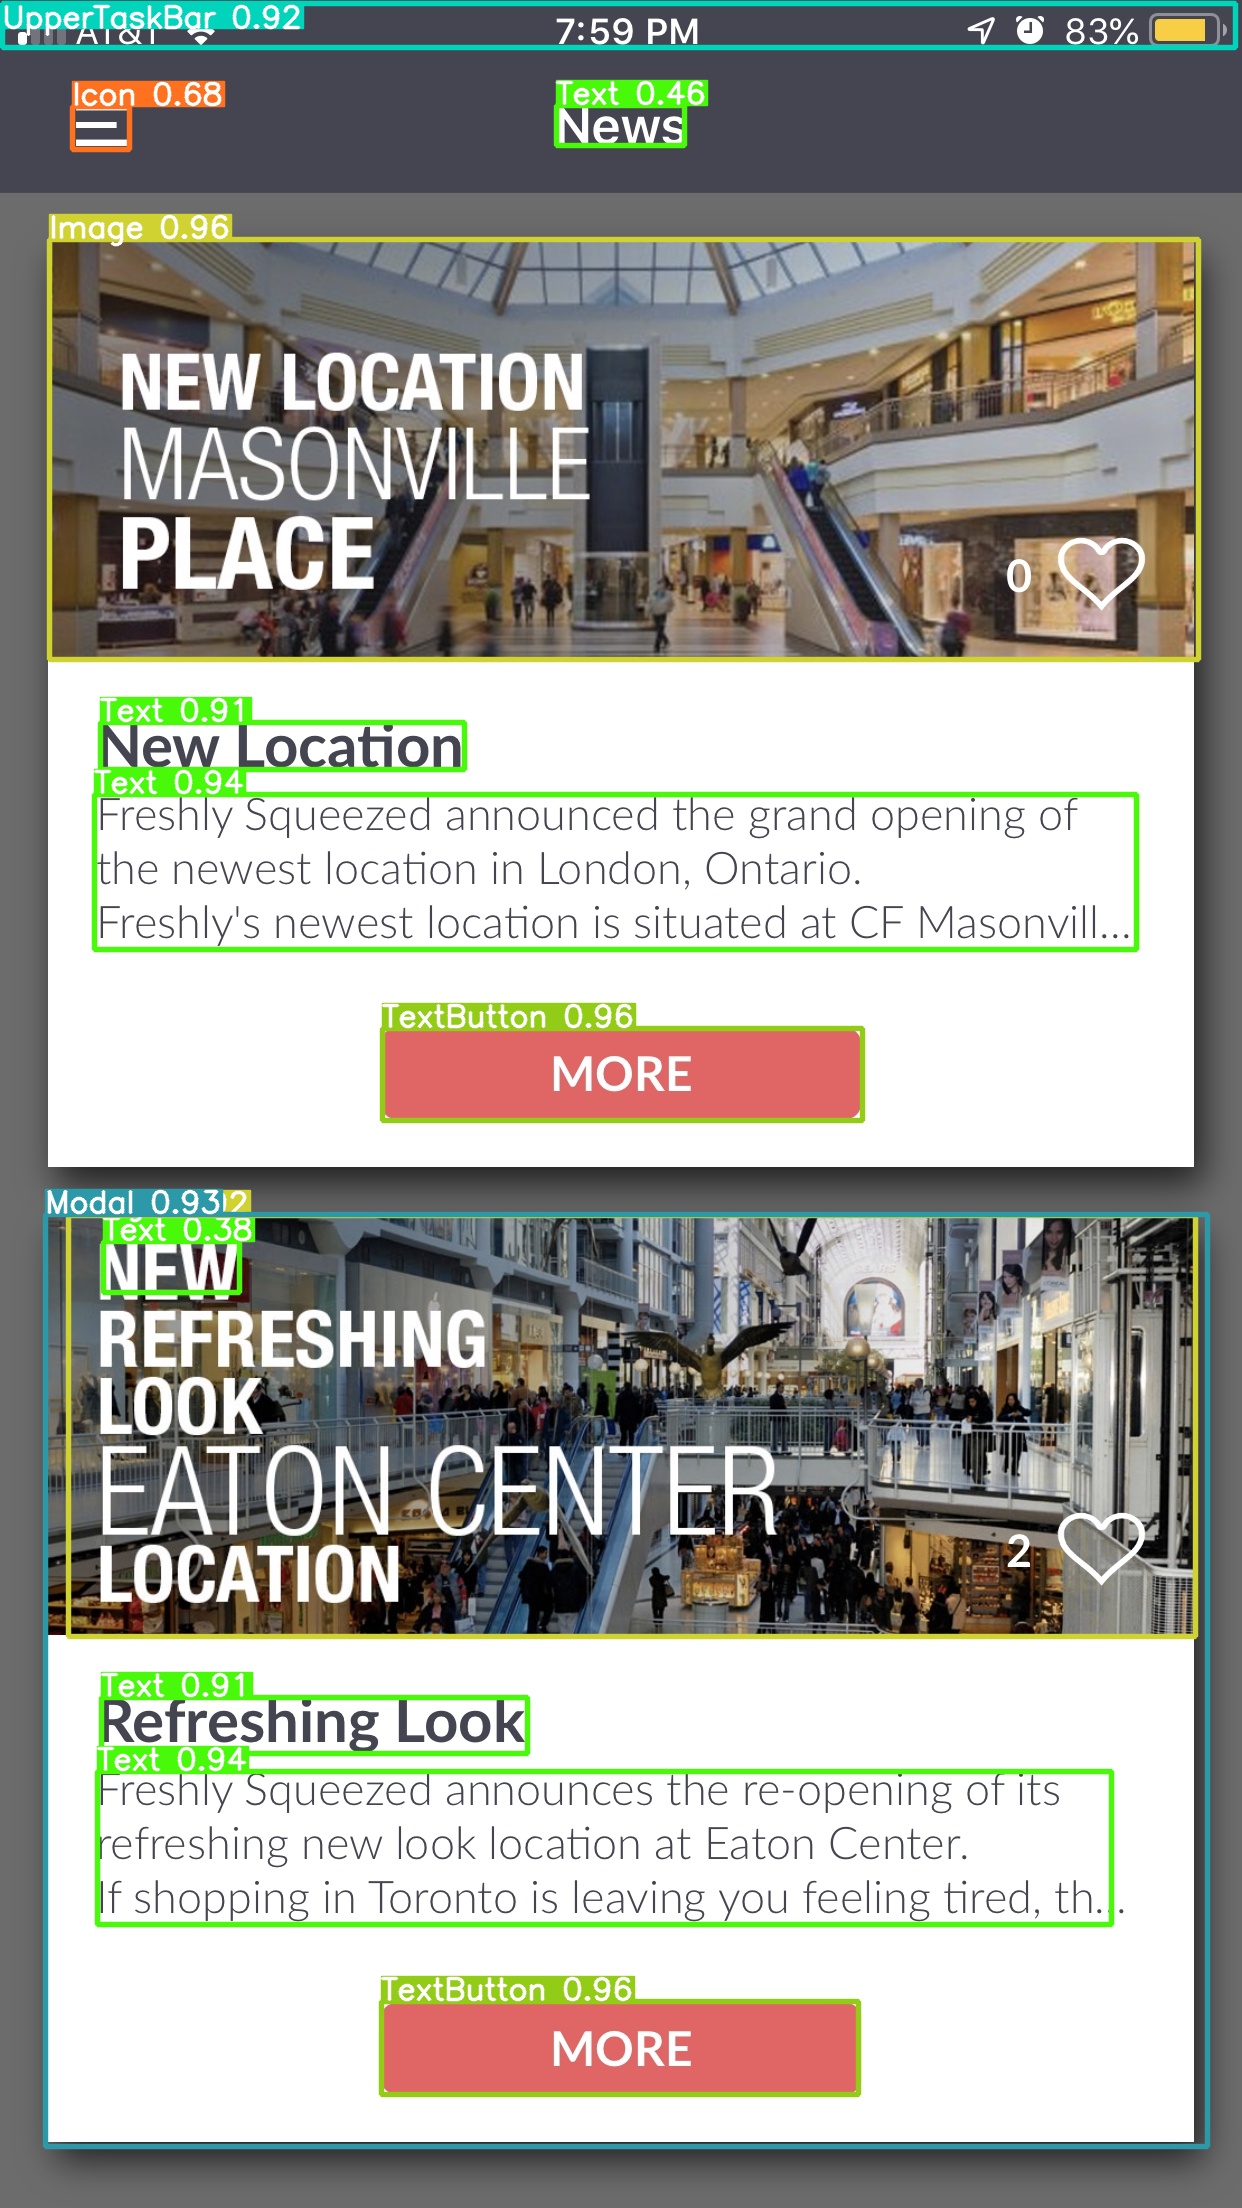 UpperTaskBar 0.92
AT&T 7:59 PM 83%
Icon 0.68
Text 0.46
News
Image 0.96
NEW LOCATION
MASONVILLE
PLACE
0
Text 0.91
New Location
Text 0.94
Freshly Squeezed announced the grand opening of
the newest location in London, Ontario.
Freshly's newest location is situated at CF Masonvill...
TextButton 0.96
MORE
Modal 0.93
Text 0.38
NEW
REFRESHING
LOOK
EATON CENTER
LOCATION
2
Text 0.91
Refreshing Look
Text 0.94
Freshly Squeezed announces the re-opening of its
refreshing new look location at Eaton Center.
If shopping in Toronto is leaving you feeling tired, th...
TextButton 0.96
MORE